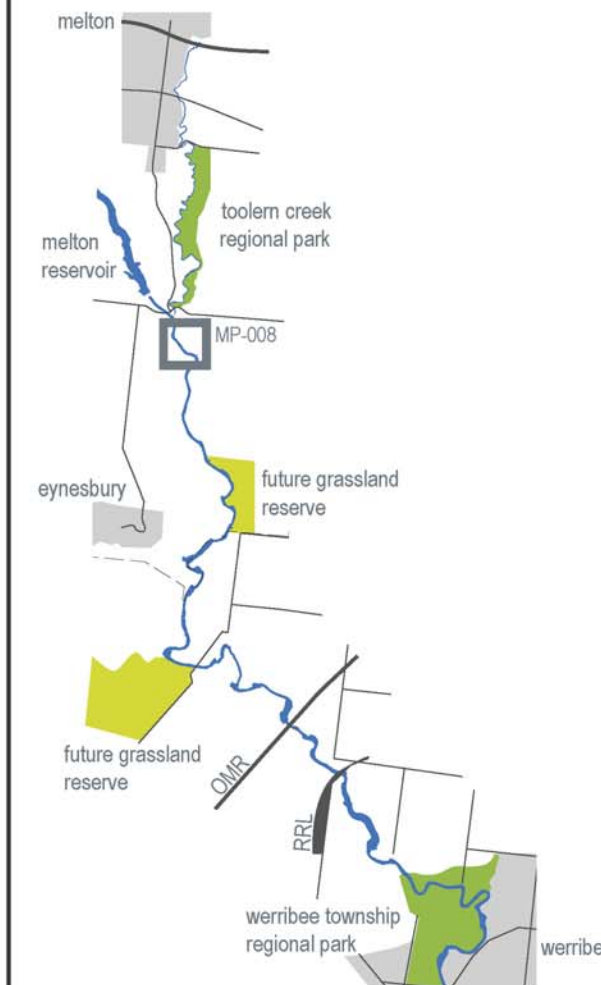 melton
toolern creek
regional park
melton
reservoir
MP-008
future grassland
reserve
eynesbury
future grassland
reserve
OMR
RRL
werribee township
regional park
werribe